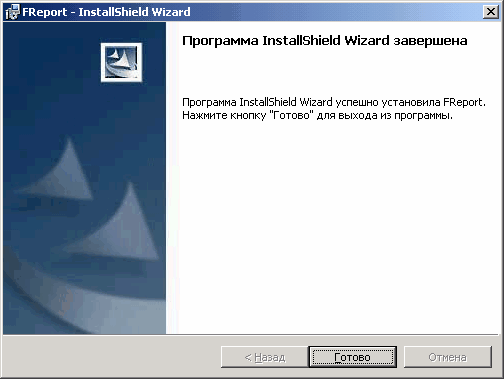 FReport - InstallShield Wizard
Программа InstallShield Wizard завершена
Программа InstallShield Wizard успешно установила FReport.
Нажмите кнопку "Готово" для выхода из программы.
< Назад
Готово
Отмена